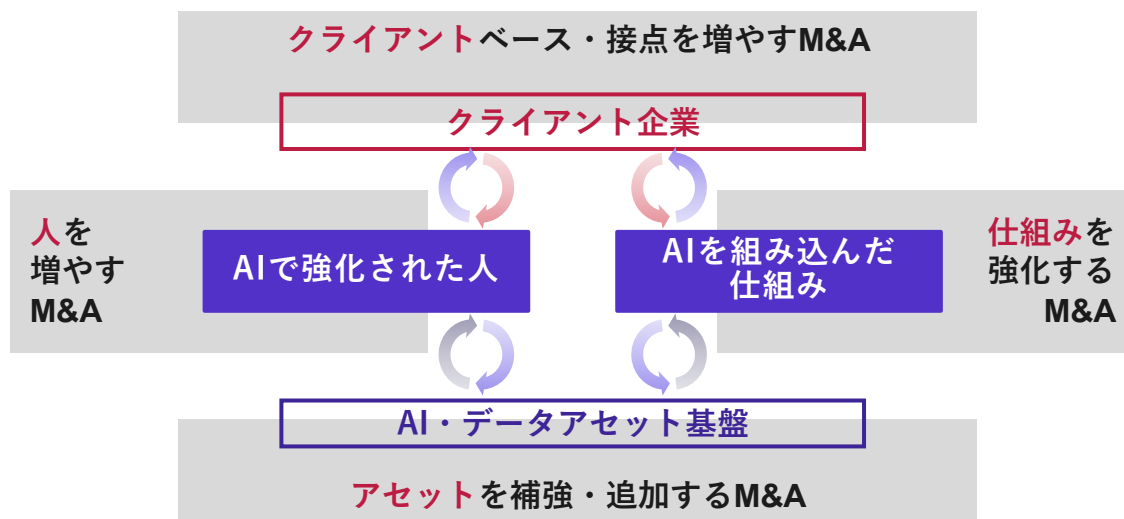 クライアントベース・接点を増やすM&A
クライアント企業
人を
増やす
M&A
AIで強化された人
AIを組み込んだ
仕組み
仕組みを
強化する
M&A
AI・データアセット基盤
アセットを補強・追加するM&A